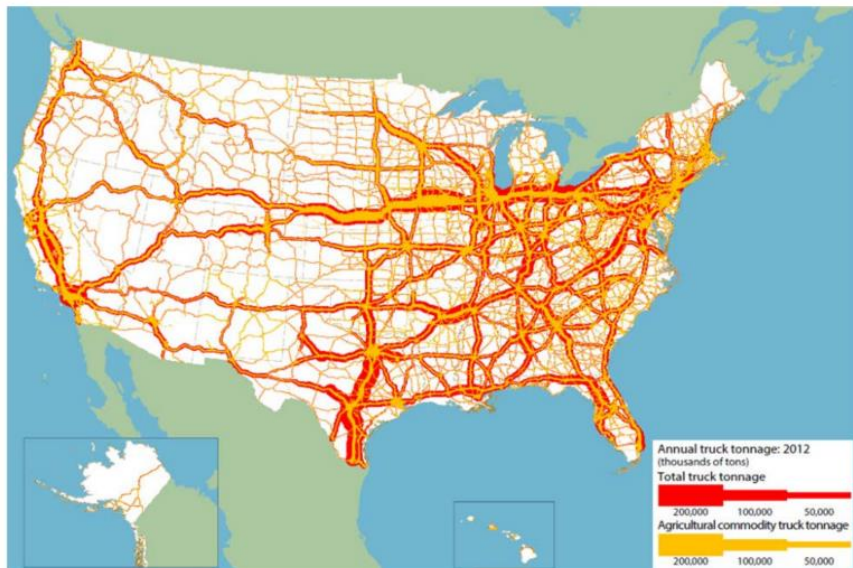 Annual truck tonnage: 2012
(thousands of tons)
Total truck tonnage
200,000 100,000 50,000
Agricultural commodity truck tonnage
200,000 100,000 50,000